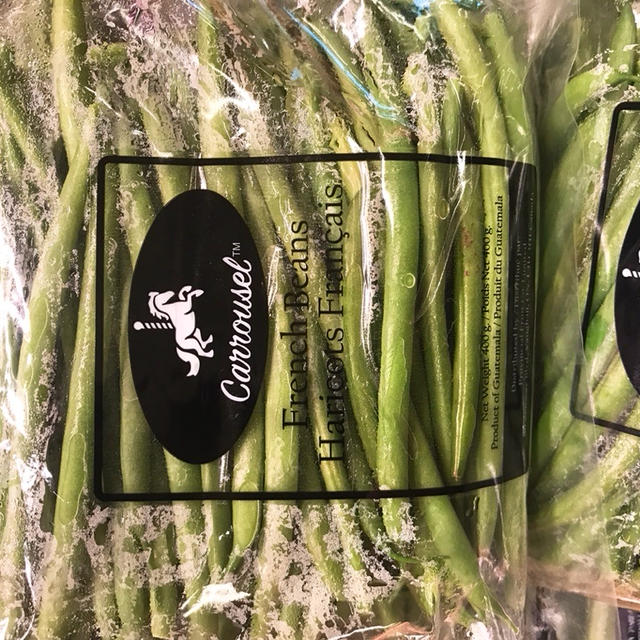 Carrousel™
French Beans
Haricots Français
Net Weight 400 g / Poids Net 400 g
Product of Guatemala / Produit du Guatemala